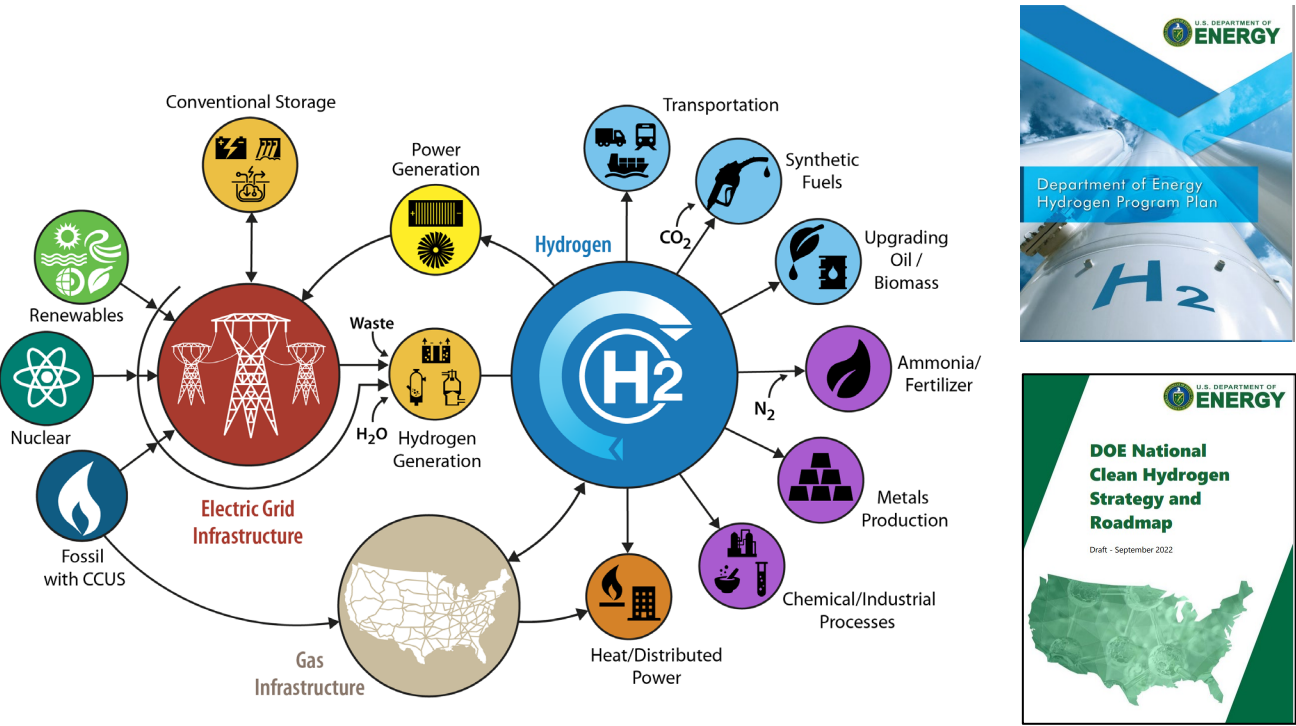 Conventional Storage
Power
Generation
Renewables
Nuclear
Fossil
with CCUS
Electric Grid
Infrastructure
Waste
H2O
Hydrogen
Generation
Hydrogen
H2
Transportation
Synthetic
Fuels
CO2
Upgrading
Oil /
Biomass
Ammonia/
Fertilizer
N2
Metals
Production
Chemical/Industrial
Processes
Heat/Distributed
Power
Gas
Infrastructure
U.S. DEPARTMENT OF
ENERGY
Department of Energy
Hydrogen Program Plan
H2
U.S. DEPARTMENT OF
ENERGY
DOE National
Clean Hydrogen
Strategy and
Roadmap
Draft - September 2022